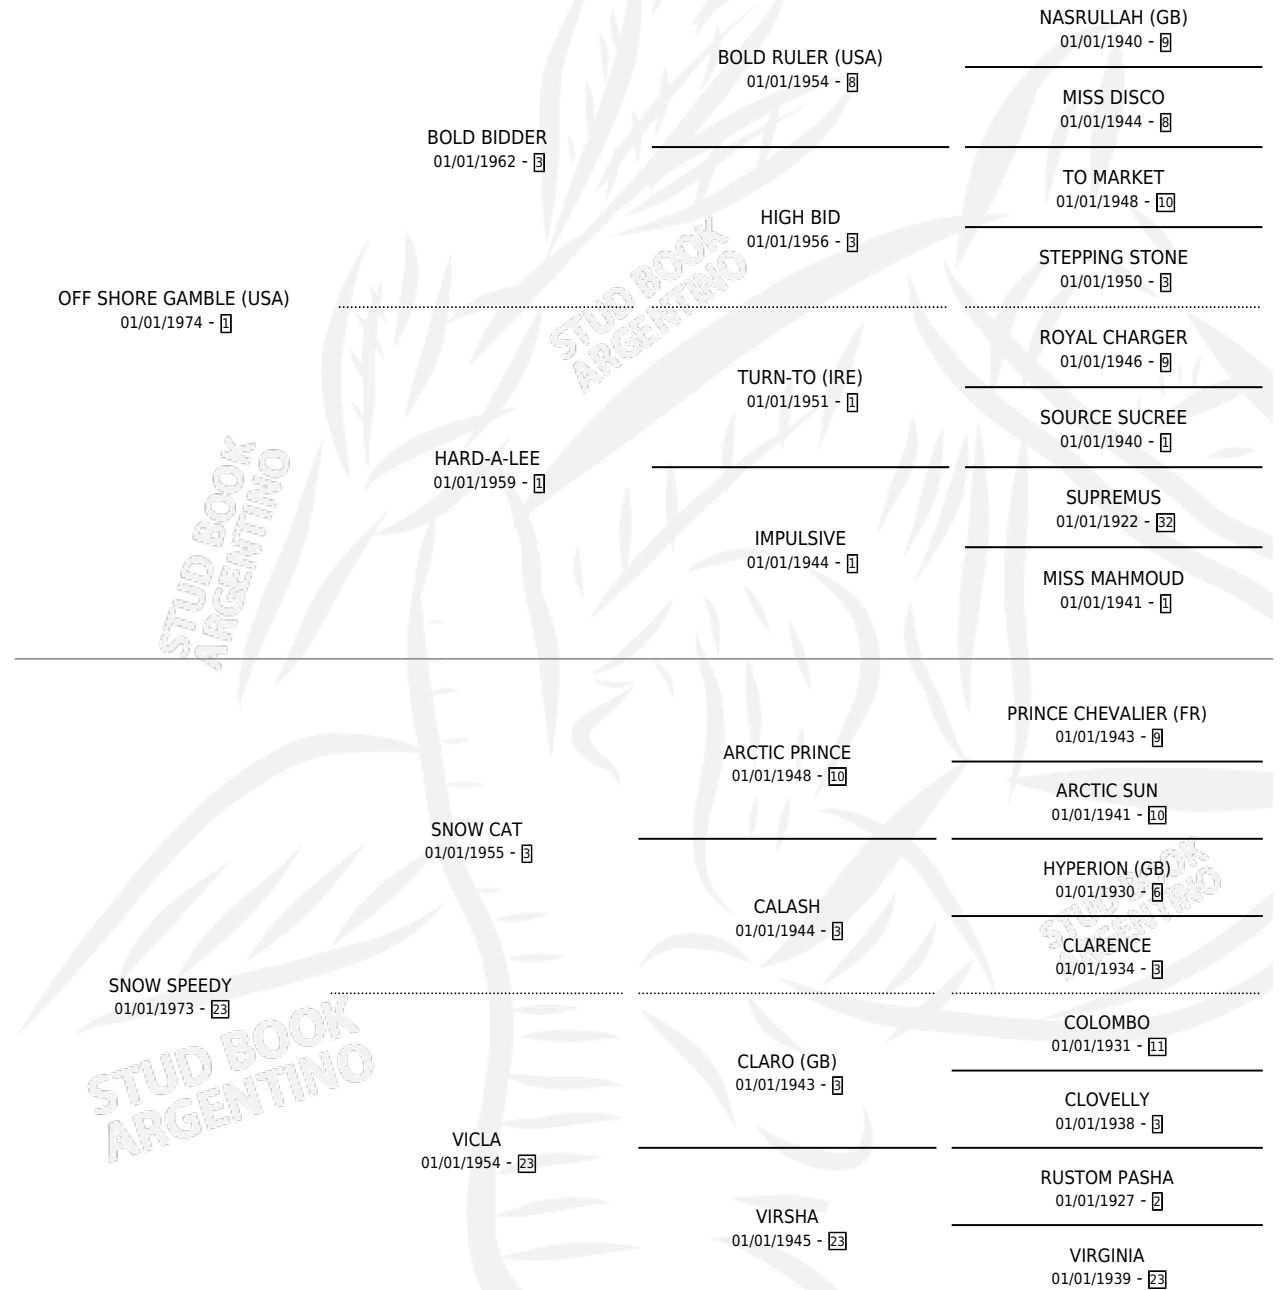 NASRULLAH (GB)
01/01/1940 - 9
BOLD RULER (USA)
01/01/1954 - 8
MISS DISCO
01/01/1944 - 8
BOLD BIDDER
01/01/1962 - 3
TO MARKET
01/01/1948 - 10
HIGH BID
01/01/1956 - 3
STEPPING STONE
01/01/1950 - 3
OFF SHORE GAMBLE (USA)
01/01/1974 - 1
ROYAL CHARGER
01/01/1946 - 9
TURN-TO (IRE)
01/01/1951 - 1
SOURCE SUCREE
01/01/1940 - 1
HARD-A-LEE
01/01/1959 - 1
SUPREMUS
01/01/1922 - 32
IMPULSIVE
01/01/1944 - 1
MISS MAHMOUD
01/01/1941 - 1
PRINCE CHEVALIER (FR)
01/01/1943 - 9
ARCTIC PRINCE
01/01/1948 - 10
ARCTIC SUN
01/01/1941 - 10
SNOW CAT
01/01/1955 - 3
HYPERION (GB)
01/01/1930 - 6
CALASH
01/01/1944 - 3
CLARENCE
01/01/1934 - 3
SNOW SPEEDY
01/01/1973 - 23
COLOMBO
01/01/1931 - 11
CLARO (GB)
01/01/1943 - 3
CLOVELLY
01/01/1938 - 3
VICLA
01/01/1954 - 23
RUSTOM PASHA
01/01/1927 - 2
VIRSHA
01/01/1945 - 23
VIRGINIA
01/01/1939 - 23
STUD BOOK
ARGENTINO
STUD BOOK
ARGENTINO
STUD BOOK
ARGENTINO
STUD BOOK
ARGENTINO